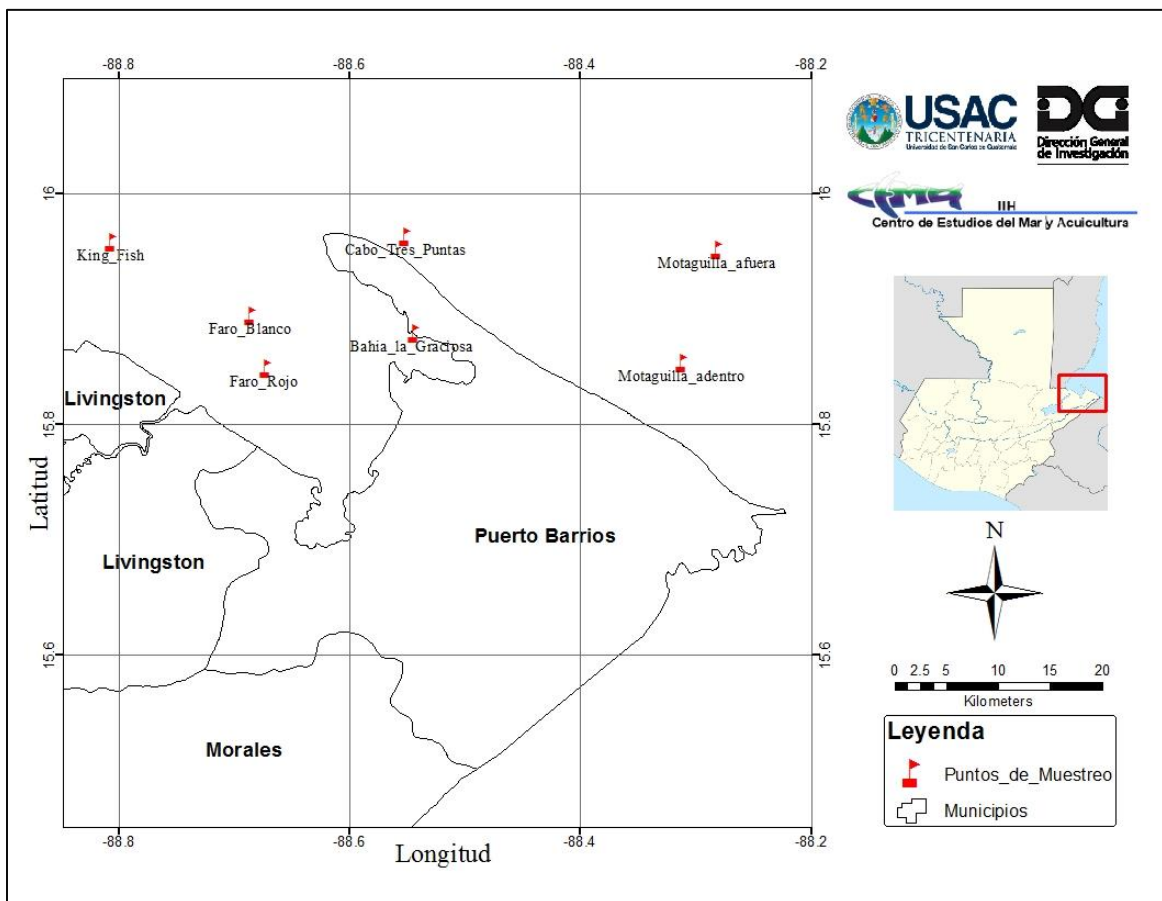 -88.8
-88.6
-88.4
-88.2
16
15.8
15.6
16
15.8
15.6
King_Fish
Cabo_Tres_Puntas
Motaguilla_afuera
Faro_Blanco
Bahia_la_Graciosa
Faro_Rojo
Motaguilla_adentro
Livingston
Livingston
Puerto Barrios
Morales
Latitud
-88.8
-88.6
-88.4
-88.2
Longitud
USAC
TRICENTENARIA
Universidad de San Carlos de Guatemala
Dirección General
de Investigación
IIH
Centro de Estudios del Mar y Acuicultura
N
0 2.5 5 10 15 20
Kilometers
Leyenda
Puntos_de_Muestreo
Municipios